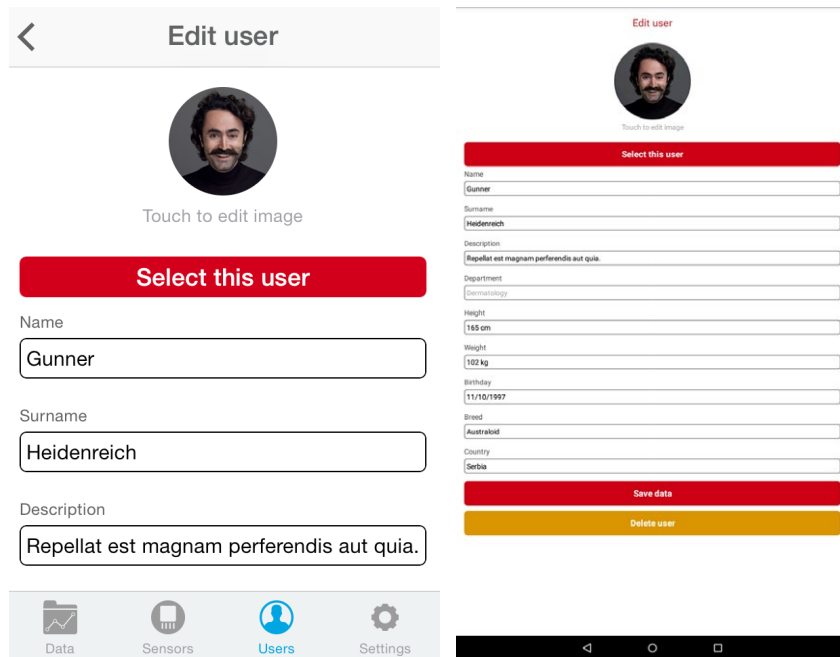 Edit user
Touch to edit image
Select this user
Name
Gunner
Surname
Heidenreich
Description
Repellat est magnam perferendis aut quia.
Data
Sensors
Users
Settings
Edit user
Touch to edit image
Select this user
Name
Gunner
Surname
Heidenreich
Description
Repellat est magnam perferendis aut quia.
Department
Dermatology
Height
165 cm
Weight
102 kg
Birthday
11/10/1997
Breed
Australoid
Country
Serbia
Save data
Delete user